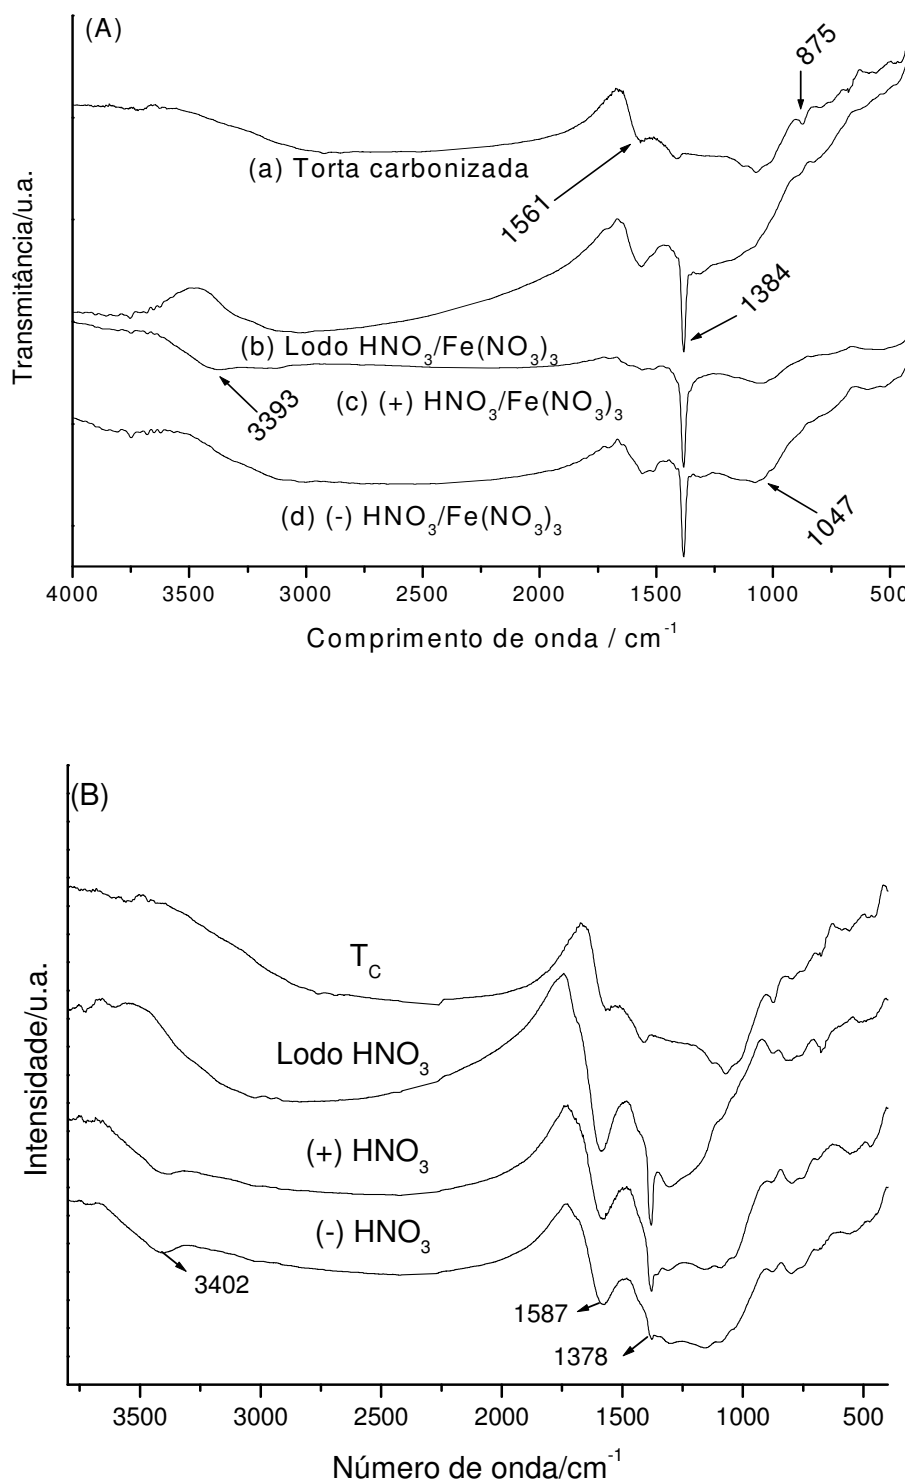 (A)
875
(a) Torta carbonizada
1561
1384
(b) Lodo HNO₃/Fe(NO₃)₃
3393
(c) (+) HNO₃/Fe(NO₃)₃
(d) (-) HNO₃/Fe(NO₃)₃
1047
Transmitância/u.a.
4000 3500 3000 2500 2000 1500 1000 500
Comprimento de onda / cm⁻¹
(B)
T_C
Lodo HNO₃
(+) HNO₃
(-) HNO₃
3402
1587
1378
Intensidade/u.a.
3500 3000 2500 2000 1500 1000 500
Número de onda/cm⁻¹